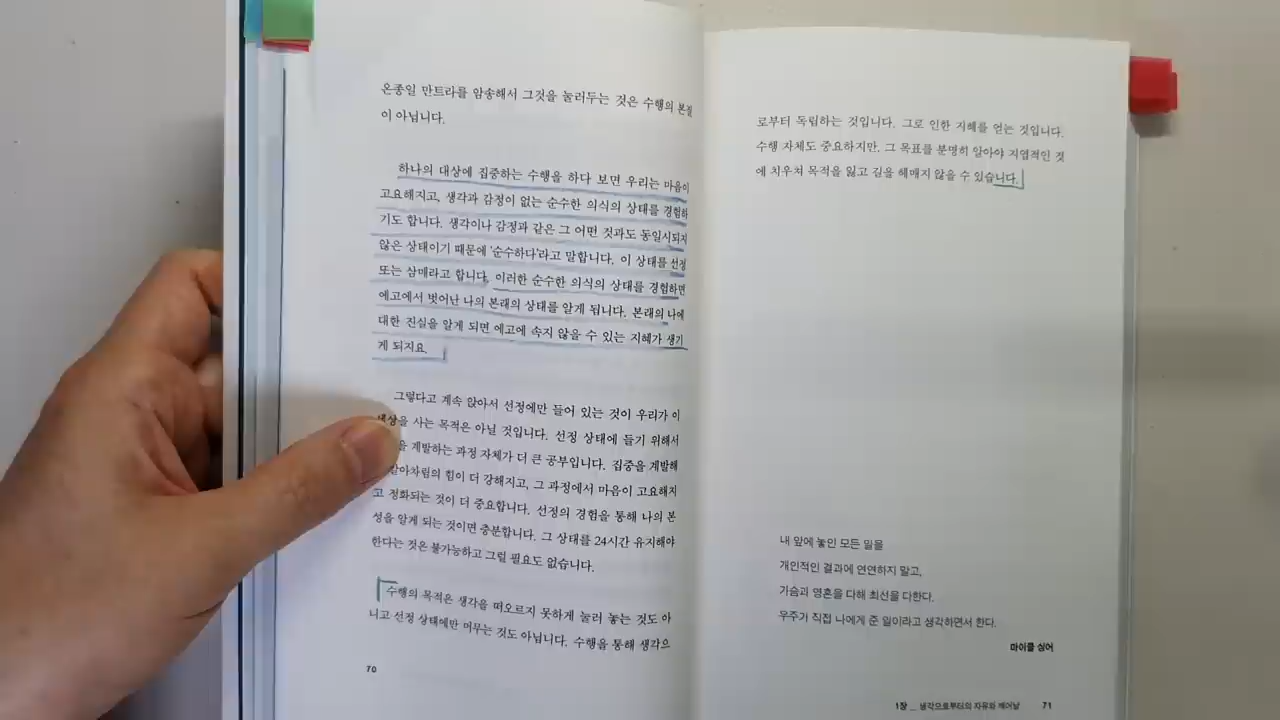 온종일 만트라를 암송해서 그것을 눌러두는 것은 수행의 본질
이 아닙니다.
하나의 대상에 집중하는 수행을 하다 보면 우리는 마음이
고요해지고, 생각과 감정이 없는 순수한 의식의 상태를 경험하
기도 합니다. 생각이나 감정과 같은 그 어떤 것과도 동일시되지
않은 상태이기 때문에 '순수하다'라고 말합니다. 이 상태를 선정
또는 삼매라고 합니다. 이러한 순수한 의식의 상태를 경험하면
에고에서 벗어난 나의 본래의 상태를 알게 됩니다. 본래의 나에
대한 진실을 알게 되면 에고에 속지 않을 수 있는 지혜가 생기
게 되지요.
그렇다고 계속 앉아서 선정에만 들어 있는 것이 우리가 이
세상을 사는 목적은 아닐 것입니다. 선정 상태에 들기 위해서
을 계발하는 과정 자체가 더 큰 공부입니다. 집중을 계발해
알아차림의 힘이 더 강해지고, 그 과정에서 마음이 고요해지
고 정화되는 것이 더 중요합니다. 선정의 경험을 통해 나의 본
성을 알게 되는 것이면 충분합니다. 그 상태를 24시간 유지해야
한다는 것은 불가능하고 그럴 필요도 없습니다.
수행의 목적은 생각을 떠오르지 못하게 눌러 놓는 것도 아
니고 선정 상태에만 머무는 것도 아닙니다. 수행을 통해 생각으
70
로부터 독립하는 것입니다. 그로 인한 지혜를 얻는 것입니다.
수행 자체도 중요하지만, 그 목표를 분명히 알아야 지엽적인 것
에 치우쳐 목적을 잃고 길을 헤매지 않을 수 있습니다.
내 앞에 놓인 모든 일을
개인적인 결과에 연연하지 말고,
가슴과 영혼을 다해 최선을 다한다.
우주가 직접 나에게 준 일이라고 생각하면서 한다.
마이클 싱어
1장 _ 생각으로부터의 자유와 깨어남 71